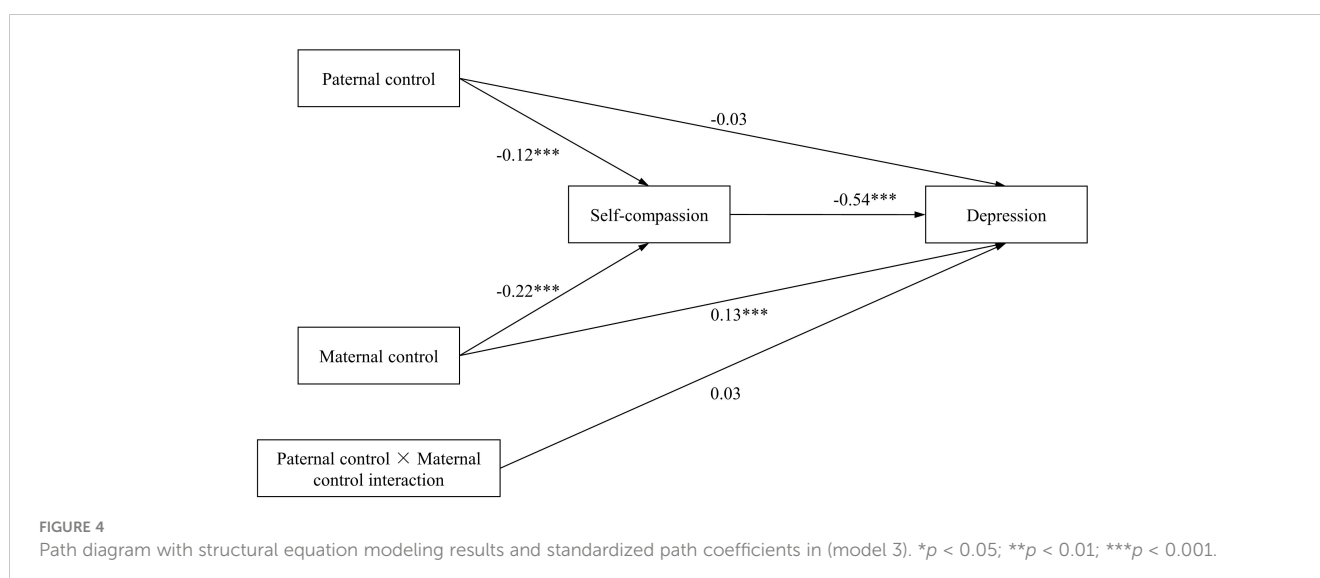 Paternal control
-0.03
-0.12***
Self-compassion
-0.54***
Depression
-0.22***
0.13***
Maternal control
0.03
Paternal control × Maternal
control interaction
FIGURE 4
Path diagram with structural equation modeling results and standardized path coefficients in (model 3). *p < 0.05; **p < 0.01; ***p < 0.001.